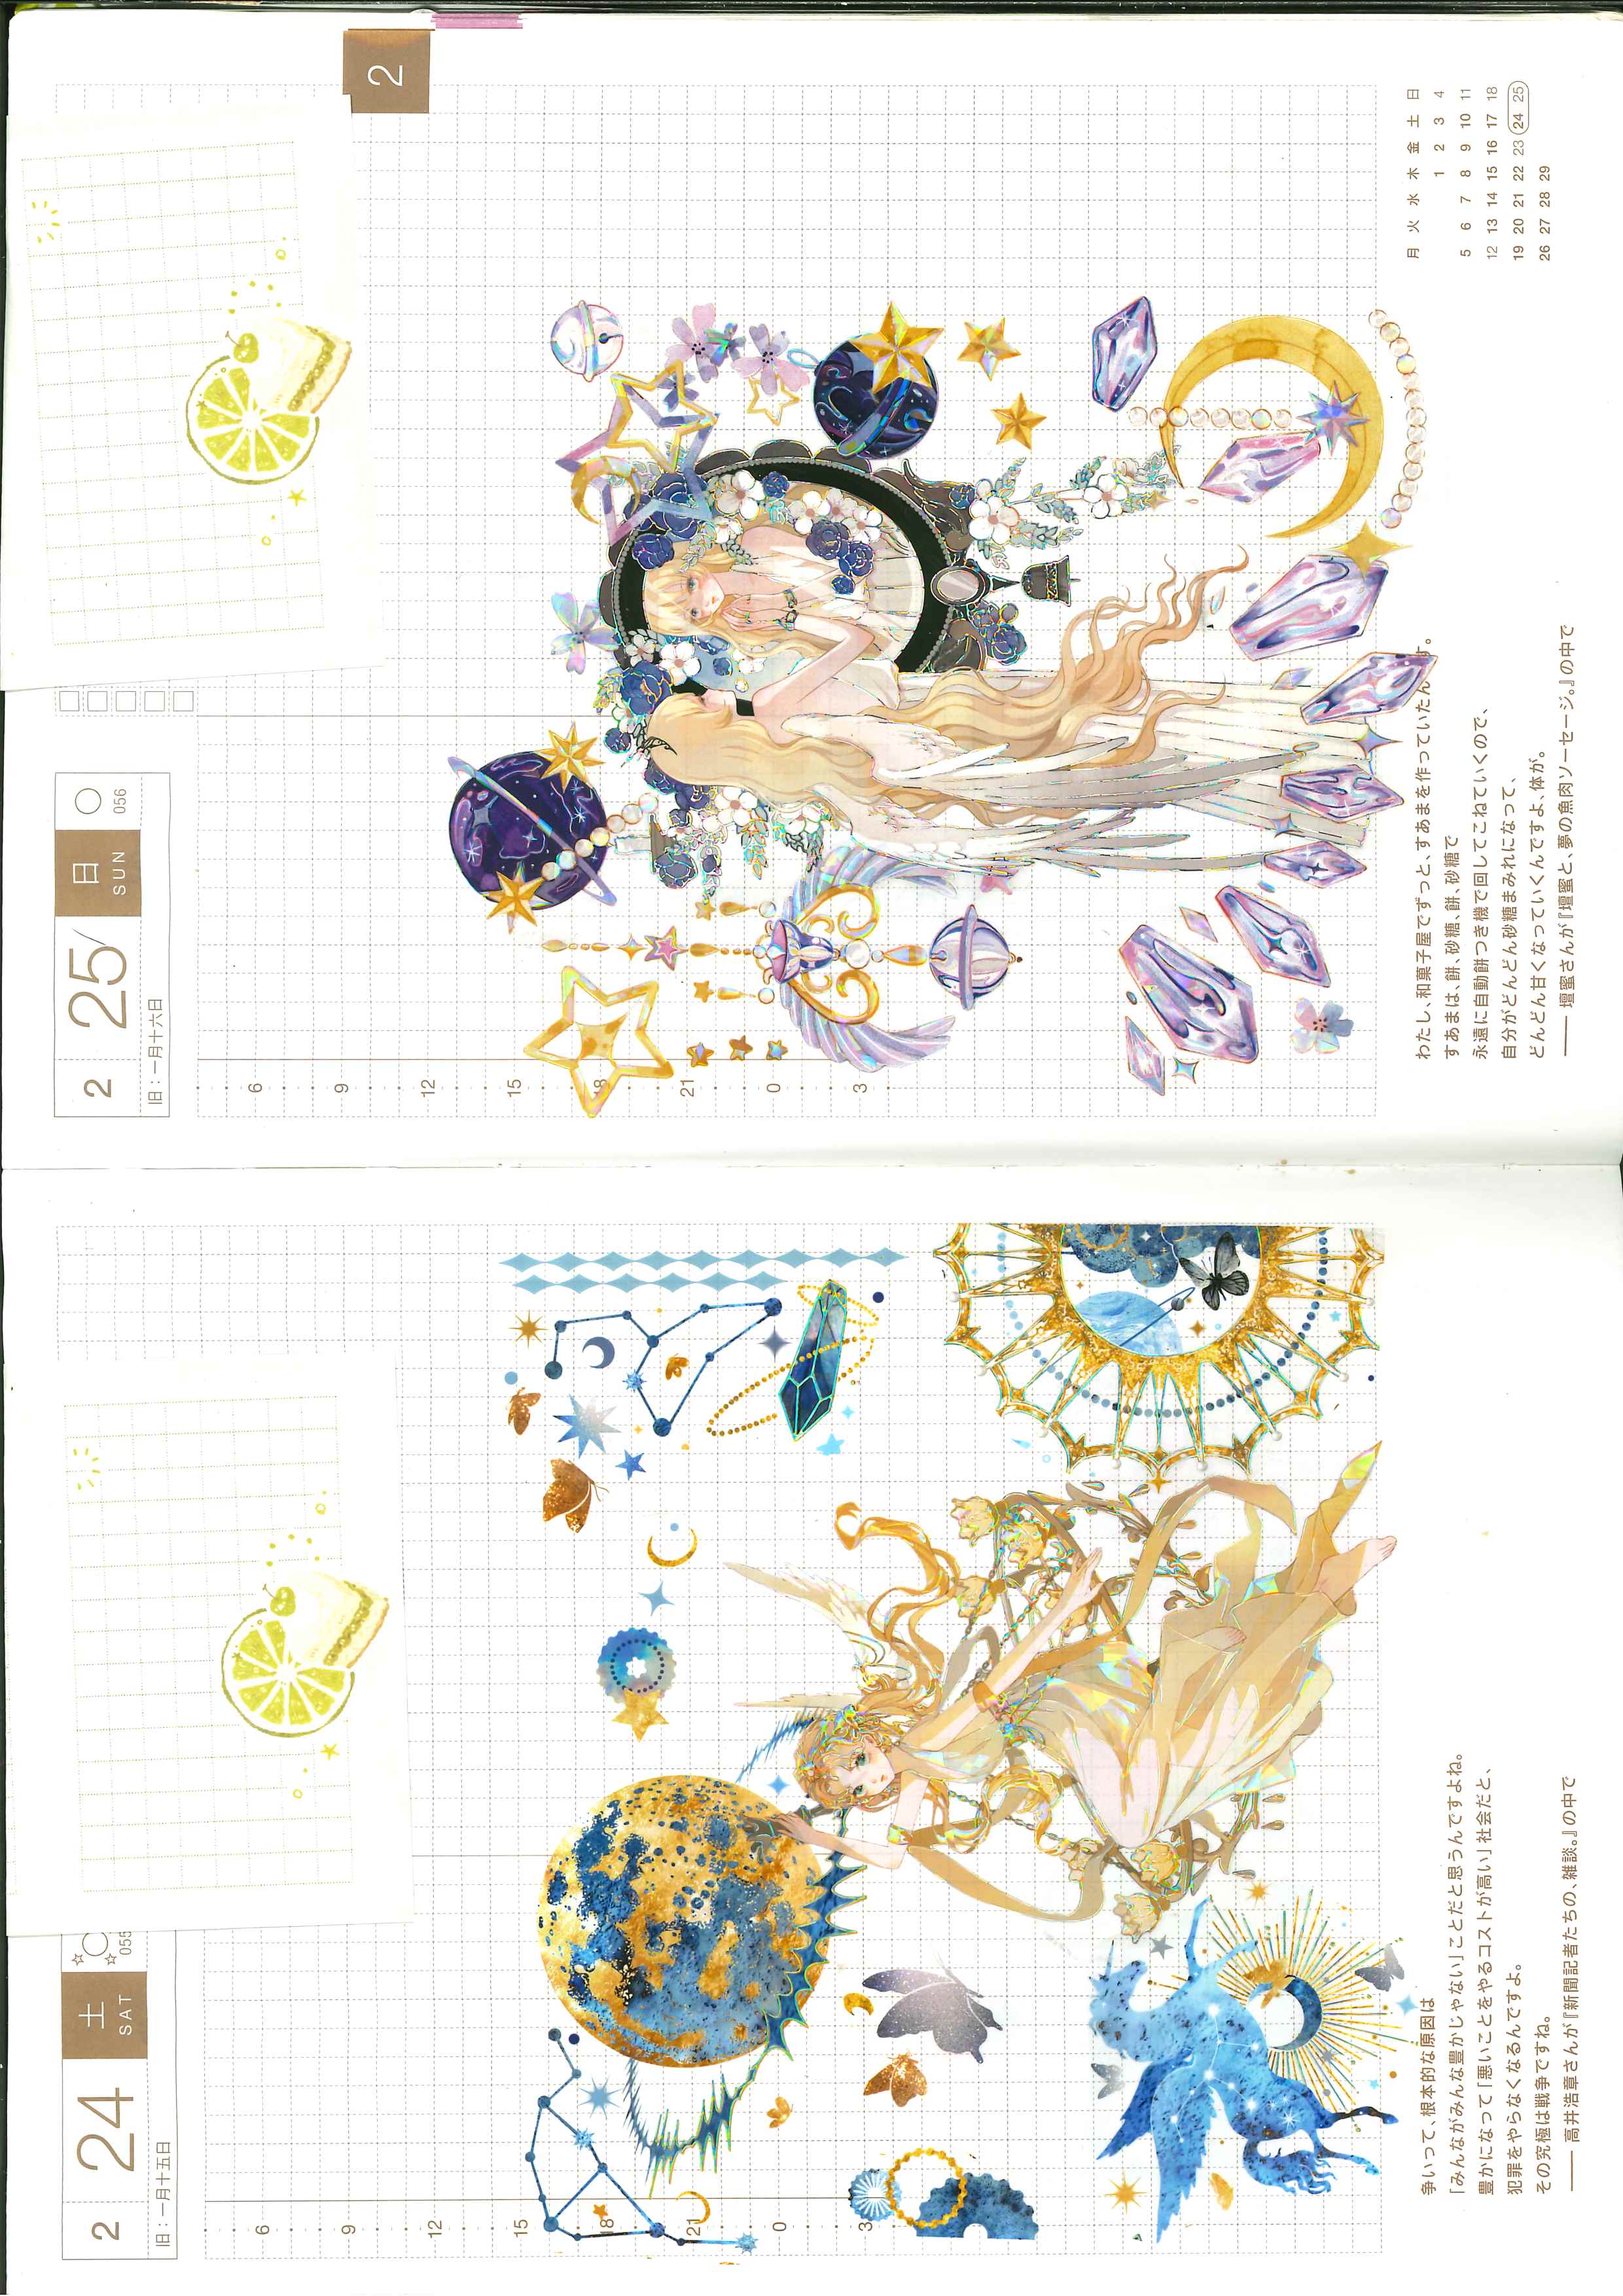 2 24 土 SAT
055
旧：一月十五日
6
9
12
15
18
21
0
3
争いって、根本的な原因は
「みんながみんな豊かじゃない」ことだと思うんですよね。
豊かになって「悪いことをやるコストが高い」社会だと、
犯罪をやらなくなるんですよ。
その究極は戦争ですね。
―― 高井浩章さんが『新聞記者たちの、雑談。』の中で
2 25 日 SUN
056
旧：一月十六日
2
6
9
12
15
18
21
0
3
わたし、和菓子屋でずっと、すあまを作っていたん す。
すあまは、餅、砂糖、餅、砂糖で
永遠に自動餅つき機で回してこねていくので、
自分がどんどん砂糖まみれになって、
どんどん甘くなっていくんですよ、体が。
―― 壇蜜さんが『壇蜜と、夢の魚肉ソーセージ。』の中で
月 火 水 木 金 土 日
1 2 3 4
5 6 7 8 9 10 11
12 13 14 15 16 17 18
19 20 21 22 23 24 25
26 27 28 29